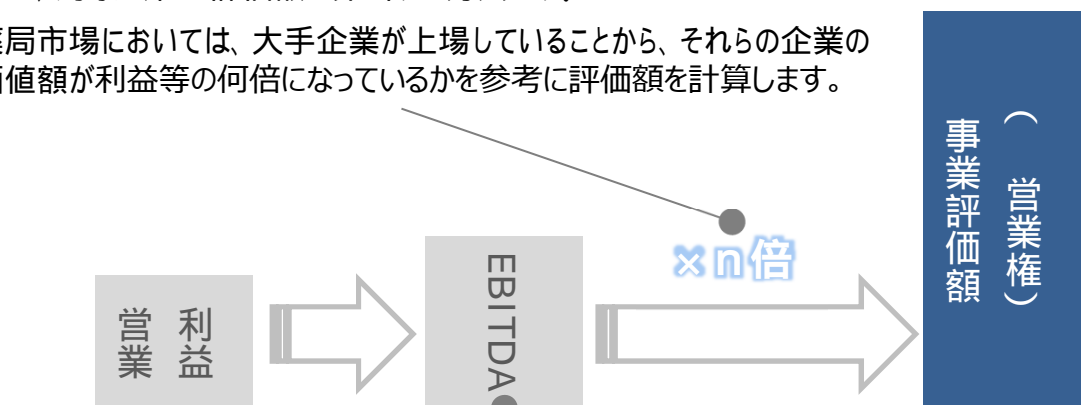 局市場においては、大手企業が上場していることから、それらの企業の
値額が利益等の何倍になっているかを参考に評価額を計算します。
×n倍
営業利益
EBITDA
事業評価額
(営業権)